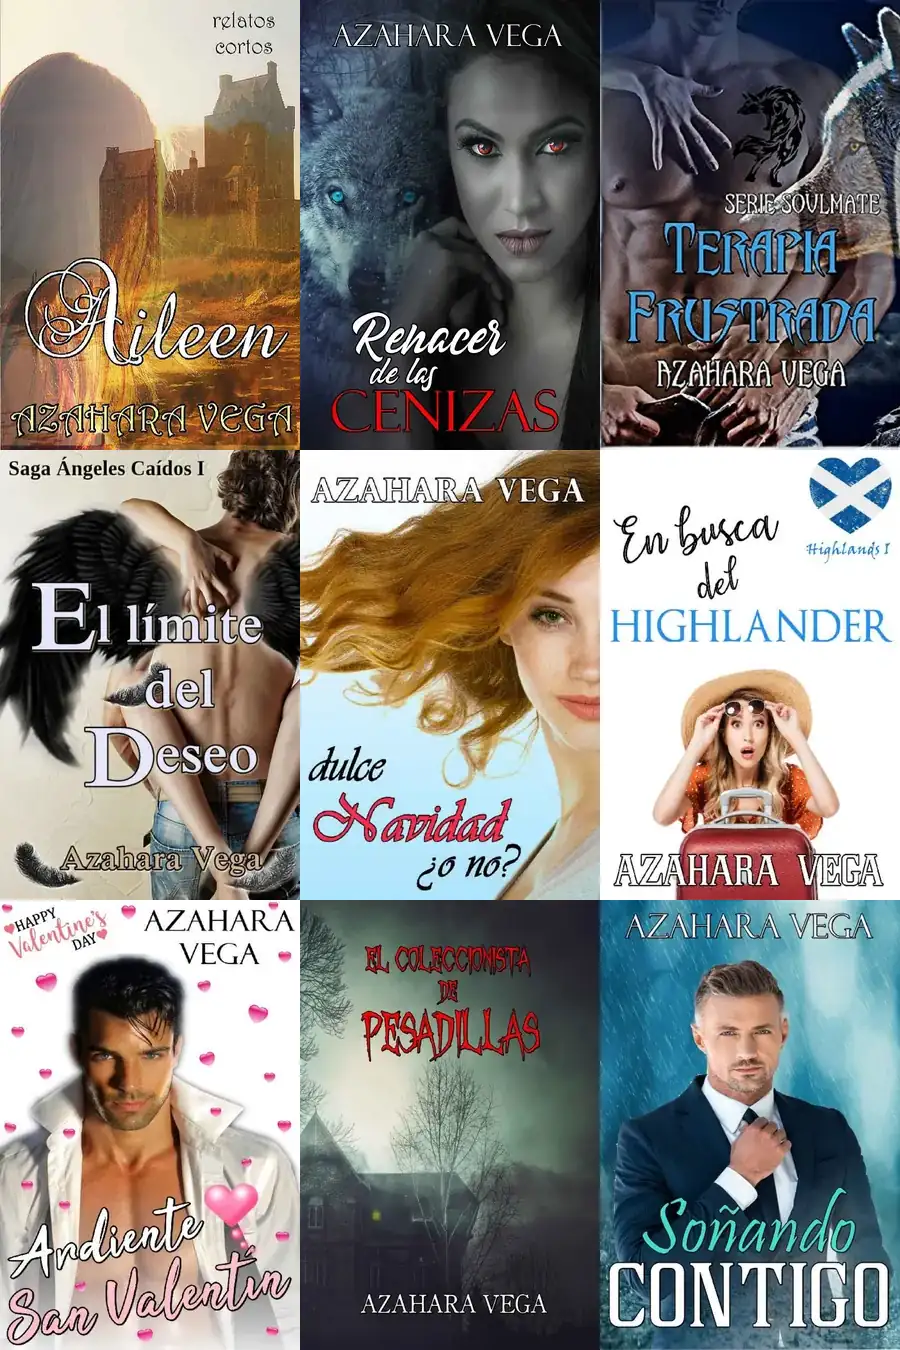 relatos
cortos
Aileen
AZAHARA VEGA
AZAHARA VEGA
Renacer
de las
CENIZAS
SERIE SOULMATE
TERAPIA
FRUSTRADA
AZAHARA VEGA
Saga Ángeles Caídos I
El límite
del
Deseo
Azahara Vega
AZAHARA VEGA
dulce
Navidad
¿o no?
Highlands I
En busca
del
HIGHLANDER
AZAHARA VEGA
HAPPY
Valentine's
DAY
AZAHARA
VEGA
Ardiente
San Valentín
EL COLECCIONISTA
DE
PESADILLAS
AZAHARA VEGA
AZAHARA VEGA
Soñando
CONTIGO